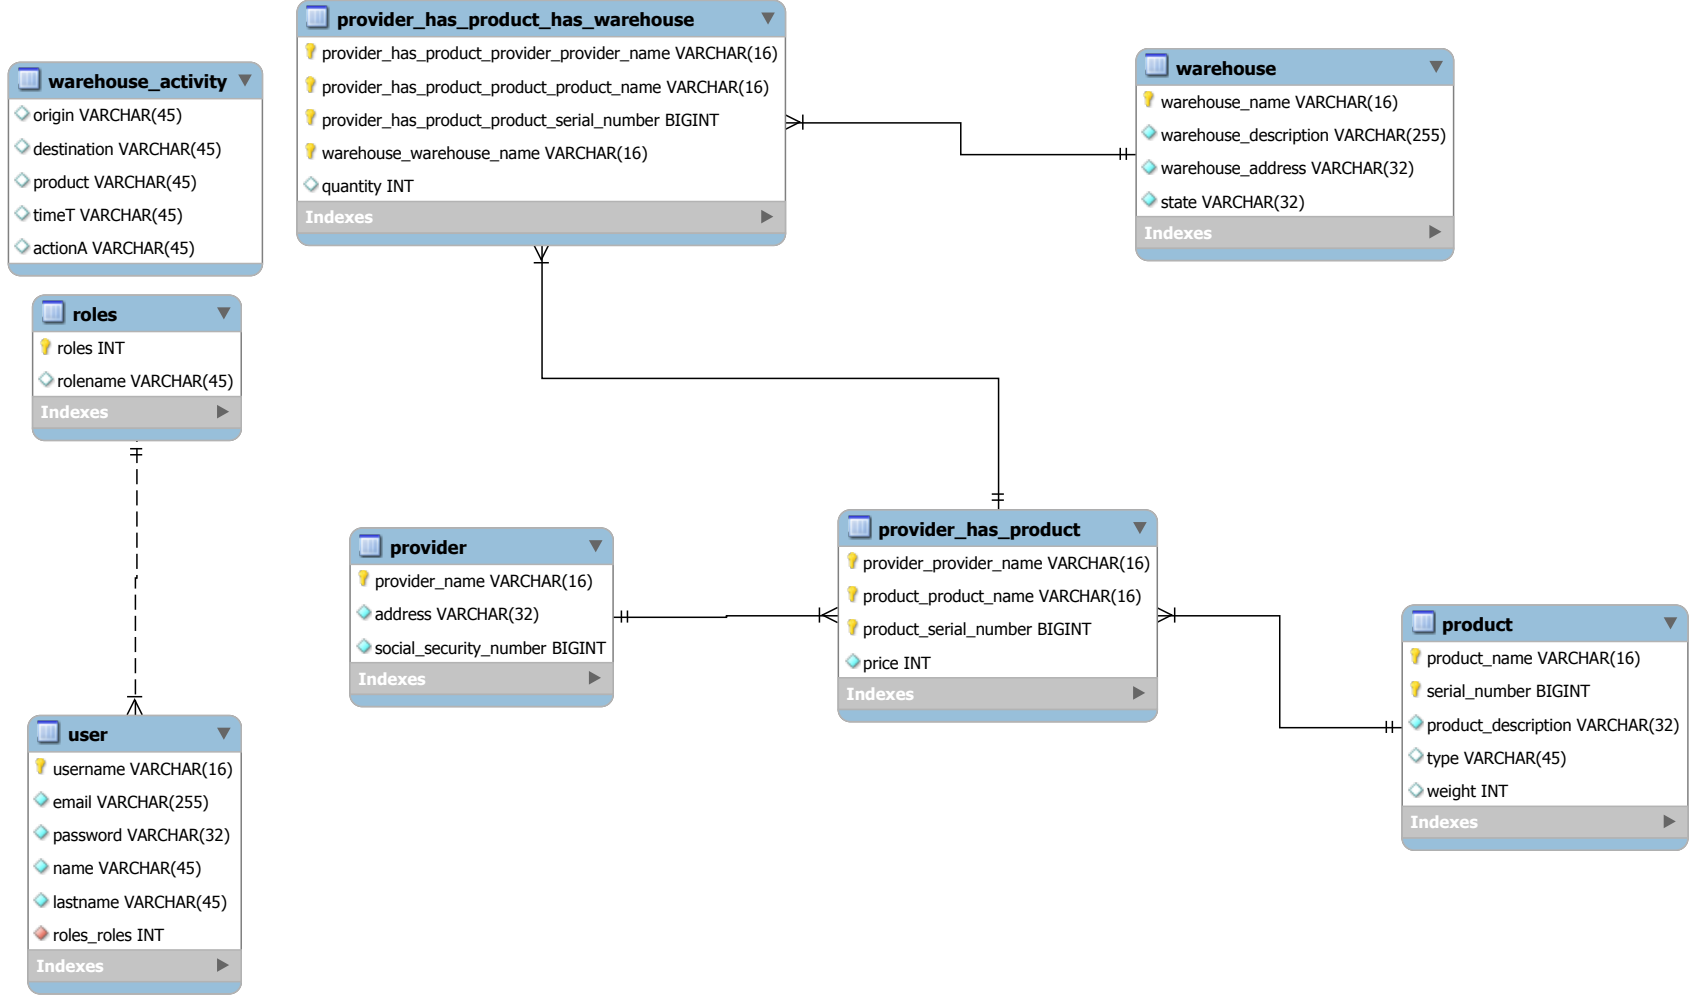 provider_has_product_has_warehouse
provider_has_product_provider_provider_name VARCHAR(16)
provider_has_product_product_product_name VARCHAR(16)
provider_has_product_product_serial_number BIGINT
warehouse_warehouse_name VARCHAR(16)
quantity INT
Indexes
warehouse
warehouse_name VARCHAR(16)
warehouse_description VARCHAR(255)
warehouse_address VARCHAR(32)
state VARCHAR(32)
Indexes
warehouse_activity
origin VARCHAR(45)
destination VARCHAR(45)
product VARCHAR(45)
timeT VARCHAR(45)
actionA VARCHAR(45)
roles
roles INT
rolename VARCHAR(45)
Indexes
provider
provider_name VARCHAR(16)
address VARCHAR(32)
social_security_number BIGINT
Indexes
provider_has_product
provider_provider_name VARCHAR(16)
product_product_name VARCHAR(16)
product_serial_number BIGINT
price INT
Indexes
product
product_name VARCHAR(16)
serial_number BIGINT
product_description VARCHAR(32)
type VARCHAR(45)
weight INT
Indexes
user
username VARCHAR(16)
email VARCHAR(255)
password VARCHAR(32)
name VARCHAR(45)
lastname VARCHAR(45)
roles_roles INT
Indexes